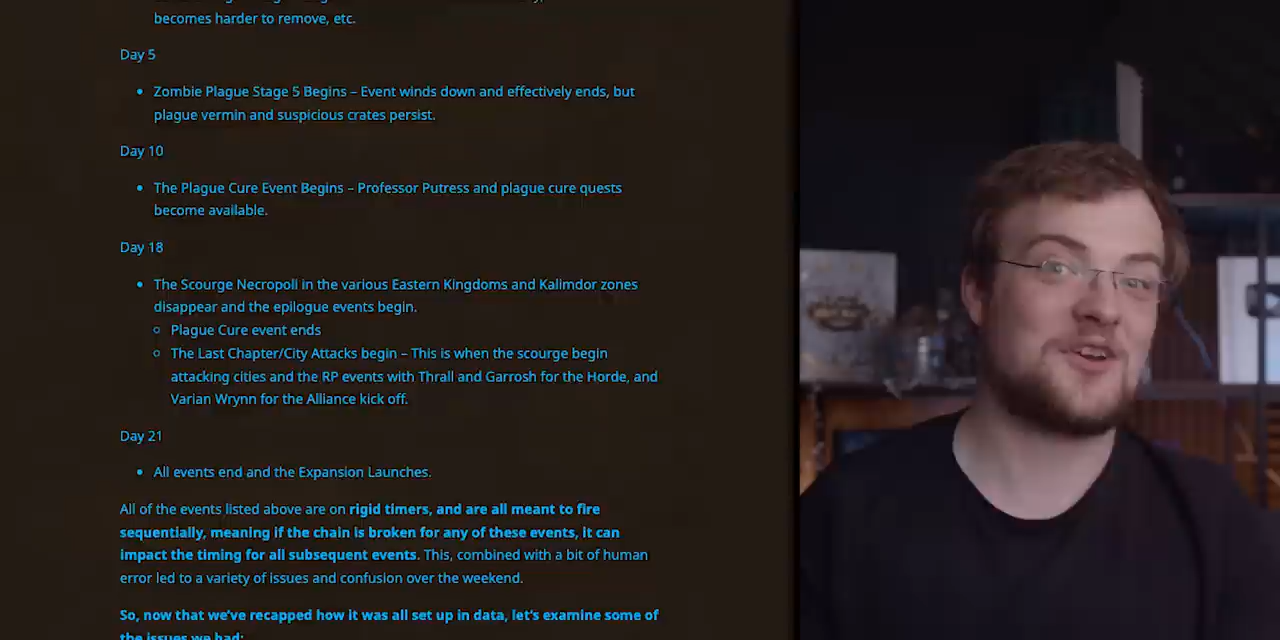 becomes harder to remove, etc.
Day 5
• Zombie Plague Stage 5 Begins – Event winds down and effectively ends, but
plague vermin and suspicious crates persist.
Day 10
• The Plague Cure Event Begins – Professor Putress and plague cure quests
become available.
Day 18
• The Scourge Necropoli in the various Eastern Kingdoms and Kalimdor zones
disappear and the epilogue events begin.
Plague Cure event ends
The Last Chapter/City Attacks begin – This is when the scourge begin
attacking cities and the RP events with Thrall and Garrosh for the Horde, and
Varian Wrynn for the Alliance kick off.
Day 21
• All events end and the Expansion Launches.
All of the events listed above are on rigid timers, and are all meant to fire
sequentially, meaning if the chain is broken for any of these events, it can
impact the timing for all subsequent events. This, combined with a bit of human
error led to a variety of issues and confusion over the weekend.
So, now that we've recapped how it was all set up in data, let's examine some of
the issues we had: